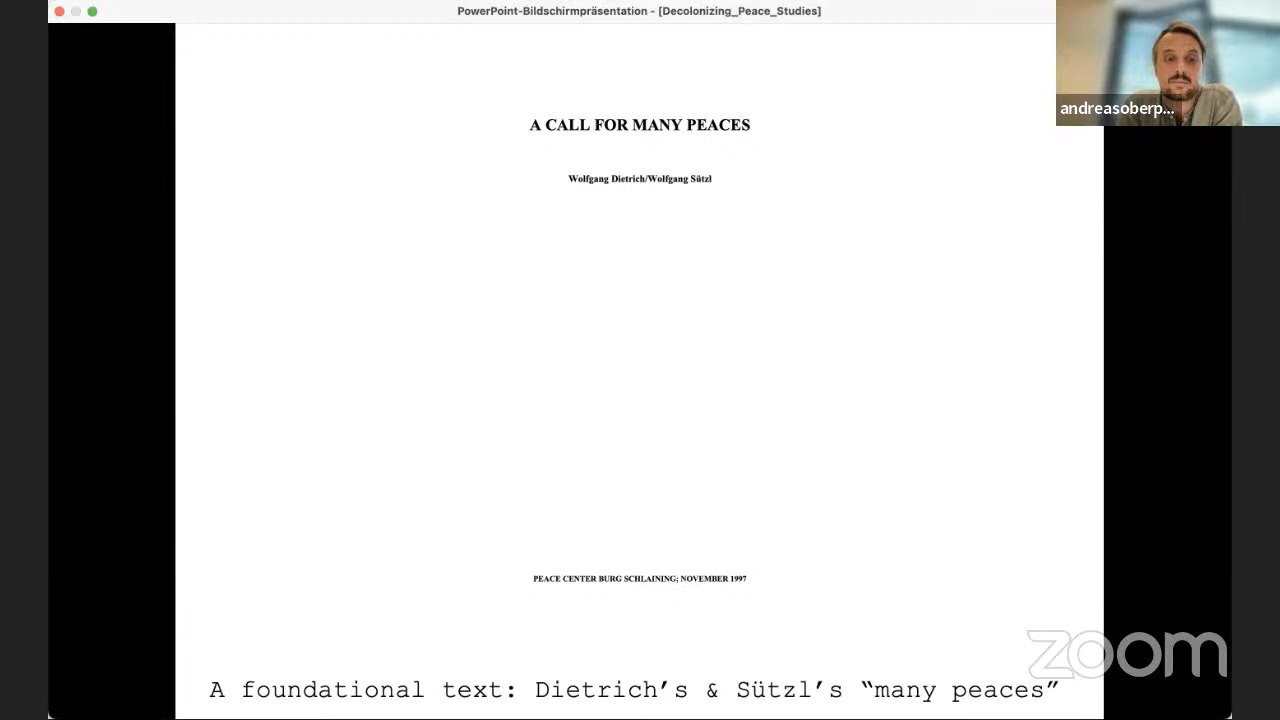 PowerPoint-Bildschirmpräsentation - [Decolonizing_Peace_Studies]
andreasoberp...
A CALL FOR MANY PEACES
Wolfgang Dietrich/Wolfgang Sützl
PEACE CENTER BURG SCHLAINING; NOVEMBER 1997
zoom
A foundational text: Dietrich’s & Sützl’s “many peaces”